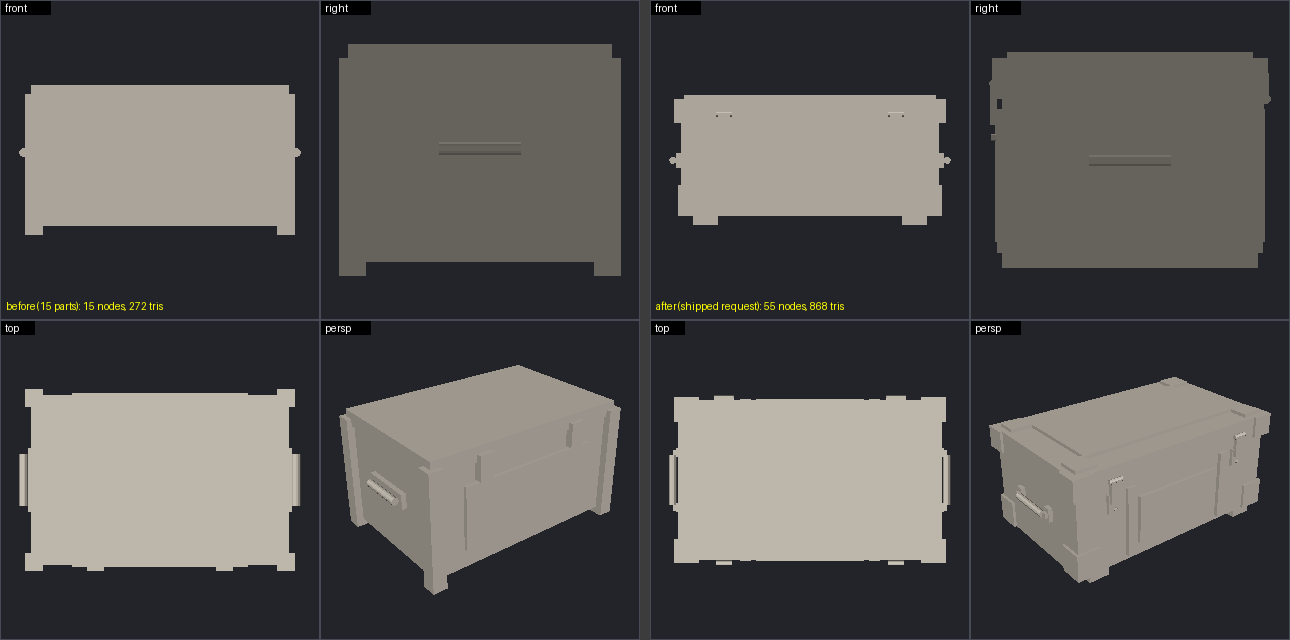 front
right
front
right
before(15 parts): 15 nodes, 272 tris
after(shipped request): 55 nodes, 868 tris
top
persp
top
persp